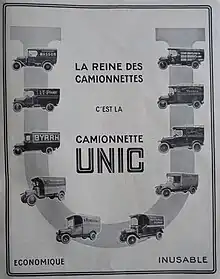 LA REINE DES
CAMIONNETTES
C'EST LA
CAMIONNETTE
UNIC
BYRRH
ECONOMIQUE
INUSABLE